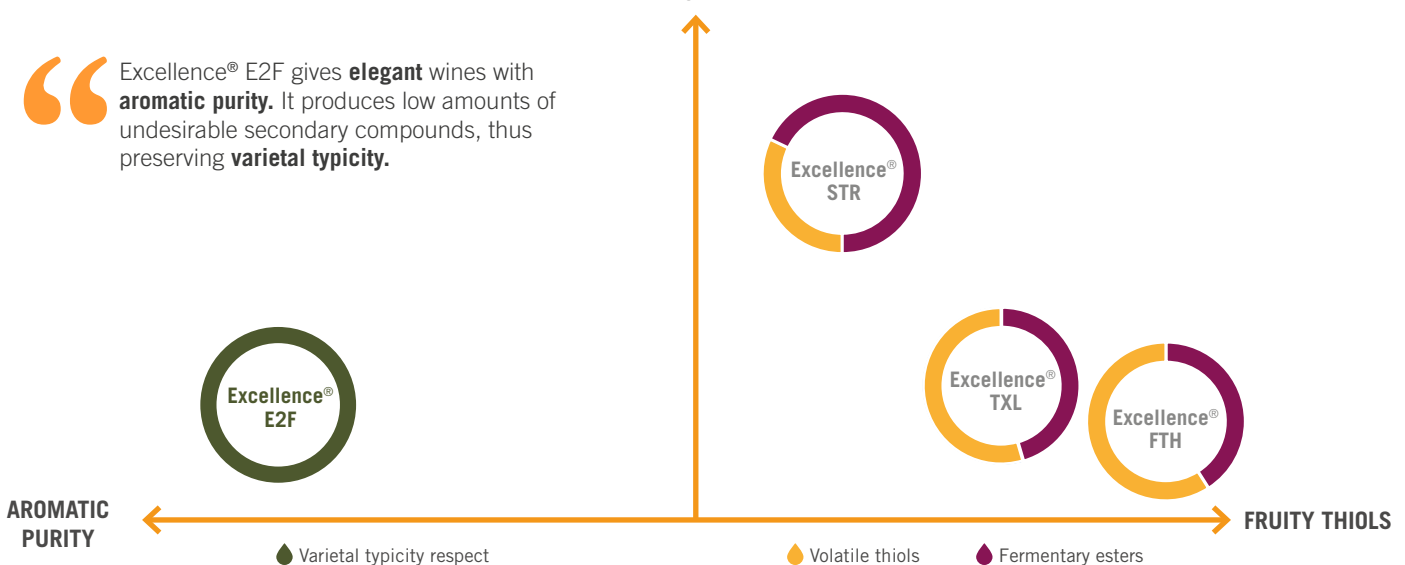 Excellence® E2F gives elegant wines with
aromatic purity. It produces low amounts of
undesirable secondary compounds, thus
preserving varietal typicity.
Excellence®
STR
Excellence®
E2F
Excellence®
TXL
Excellence®
FTH
AROMATIC
PURITY
FRUITY THIOLS
Varietal typicity respect
Volatile thiols
Fermentary esters